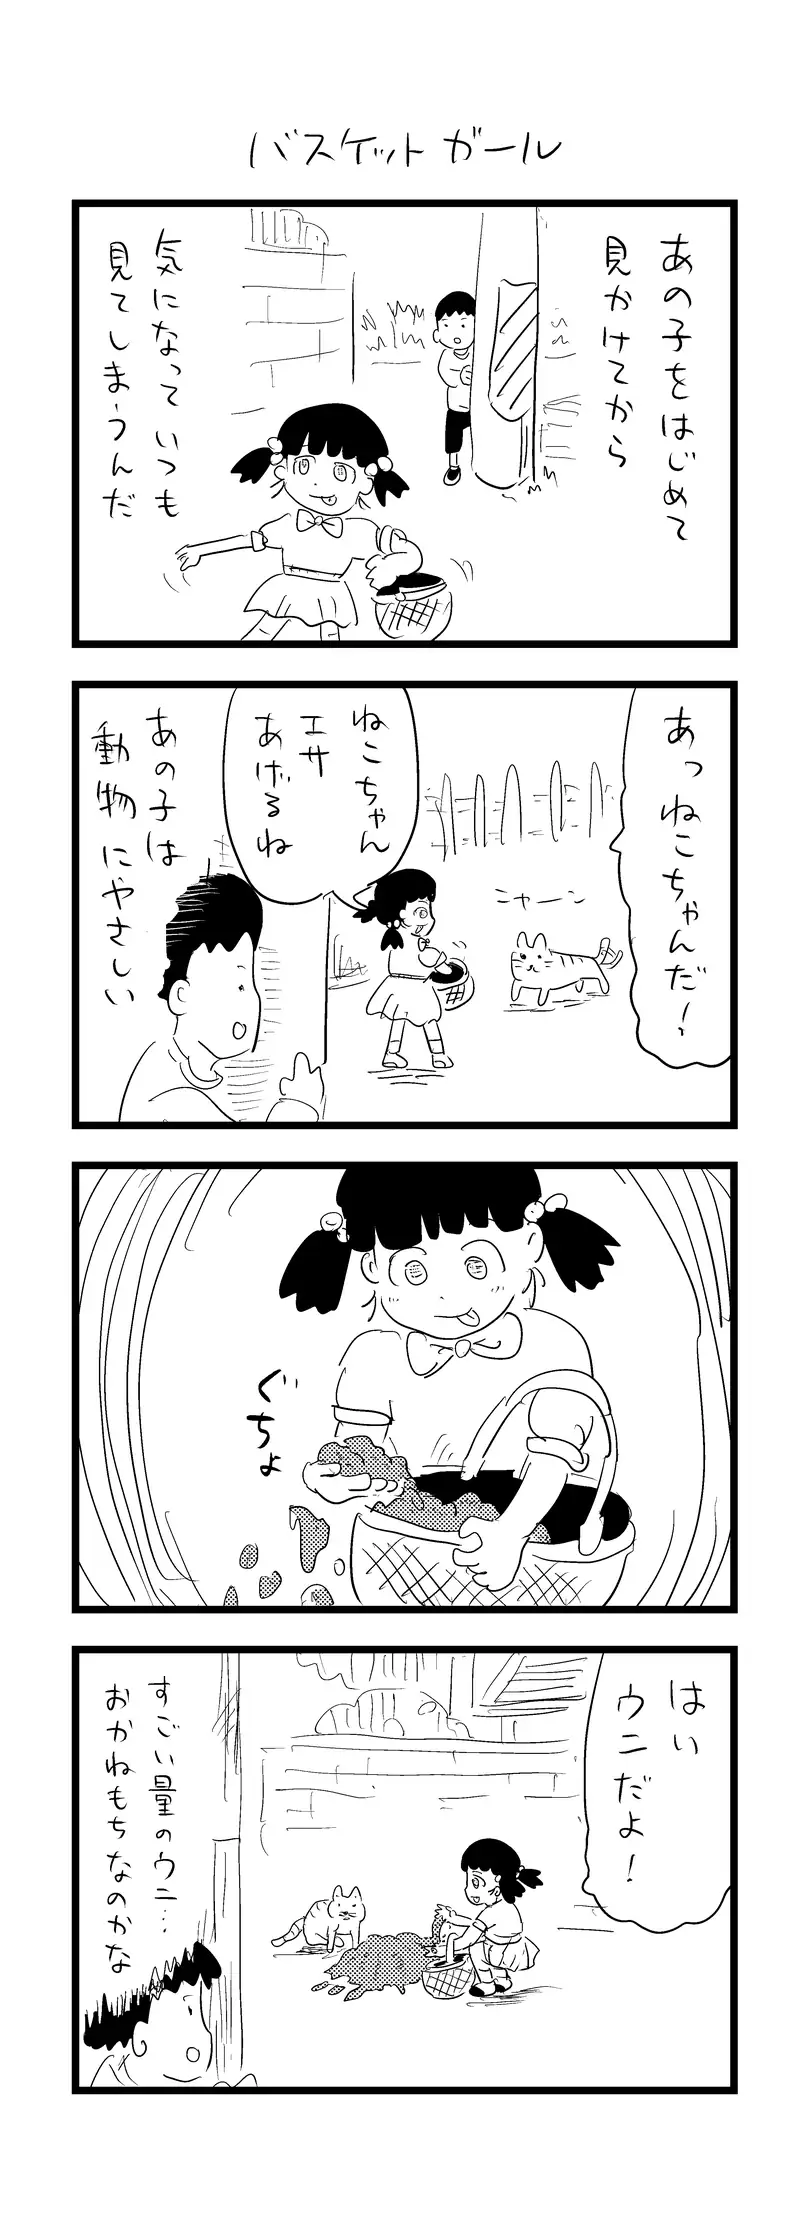 バスケットガール
あの子をはじめて
見かけてから
気になっていつも
見てしまうんだ
あっねこちゃんだ！
ニャーン
ねこちゃん
エサ
あげるね
あの子は
動物にやさしい
ぐちょ
はい
ウニだよ！
すごい量のウニ…
おかねもちなのかな